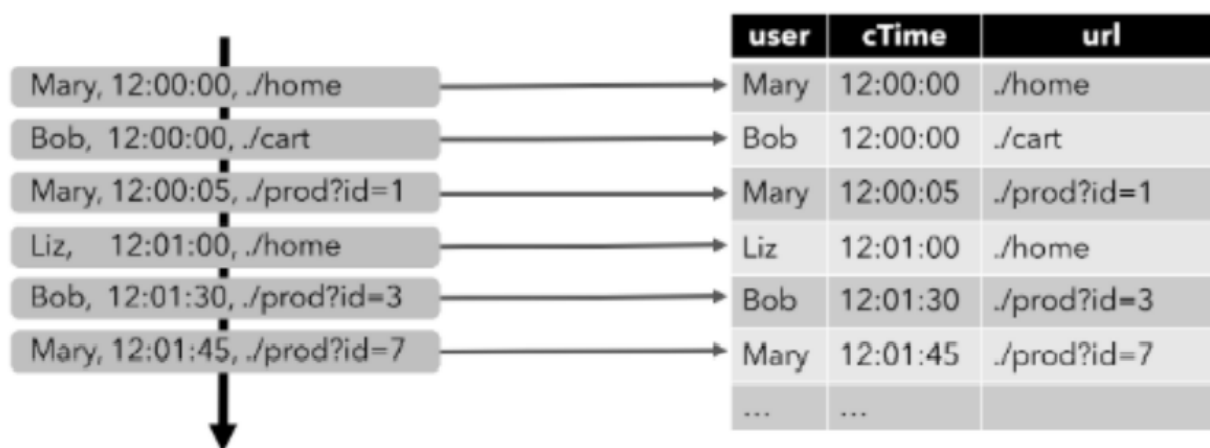 Mary, 12:00:00, ./home
Bob, 12:00:00, ./cart
Mary, 12:00:05, ./prod?id=1
Liz, 12:01:00, ./home
Bob, 12:01:30, ./prod?id=3
Mary, 12:01:45, ./prod?id=7
user cTime url
Mary 12:00:00 ./home
Bob 12:00:00 ./cart
Mary 12:00:05 ./prod?id=1
Liz 12:01:00 ./home
Bob 12:01:30 ./prod?id=3
Mary 12:01:45 ./prod?id=7
... ...